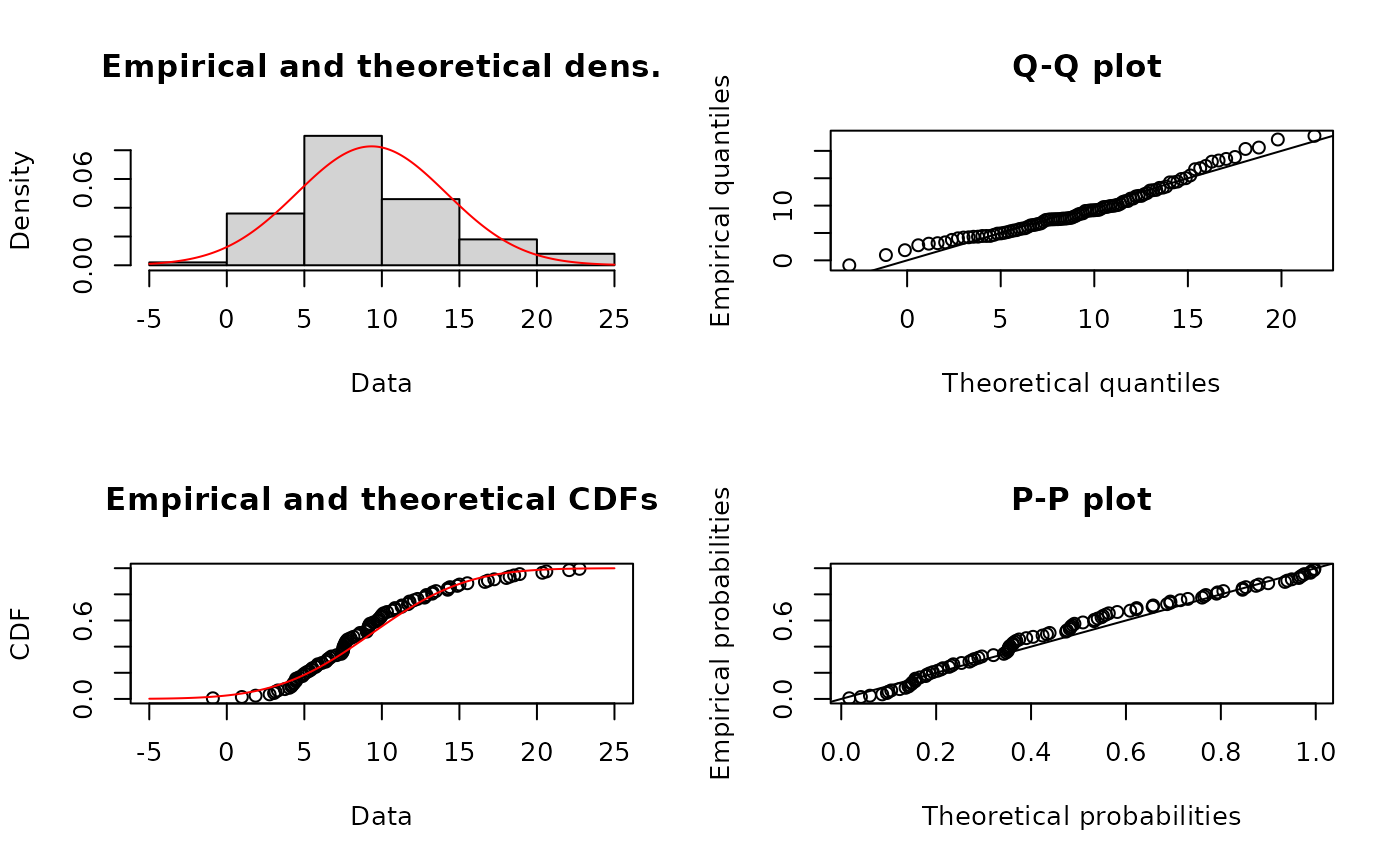 Empirical and theoretical dens.
Density
0.00
0.06
-5 0 5 10 15 20 25
Data
Q-Q plot
Empirical quantiles
0
10
0 5 10 15 20
Theoretical quantiles
Empirical and theoretical CDFs
CDF
0.0
0.6
-5 0 5 10 15 20 25
Data
P-P plot
Empirical probabilities
0.0
0.6
0.0 0.2 0.4 0.6 0.8 1.0
Theoretical probabilities